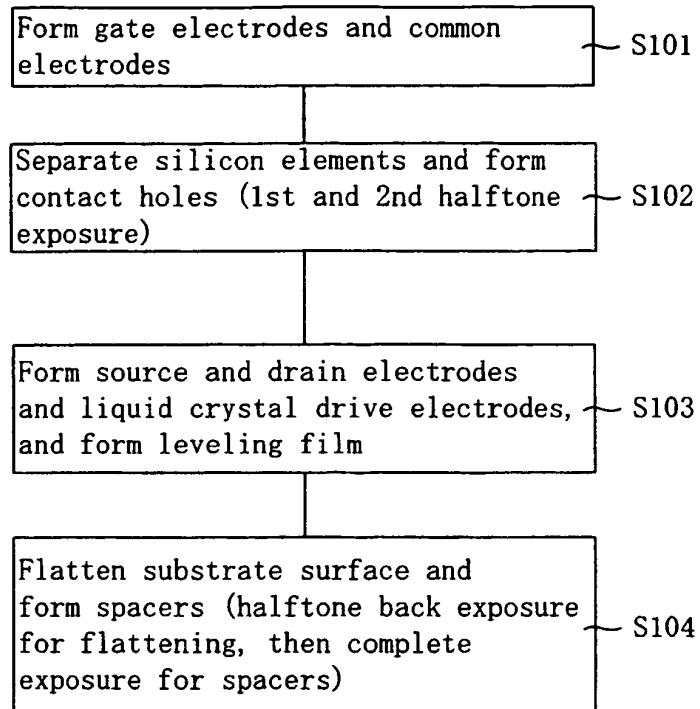 Form gate electrodes and common
electrodes
S101
Separate silicon elements and form
contact holes (1st and 2nd halftone
exposure)
S102
Form source and drain electrodes
and liquid crystal drive electrodes,
and form leveling film
S103
Flatten substrate surface and
form spacers (halftone back exposure
for flattening, then complete
exposure for spacers)
S104